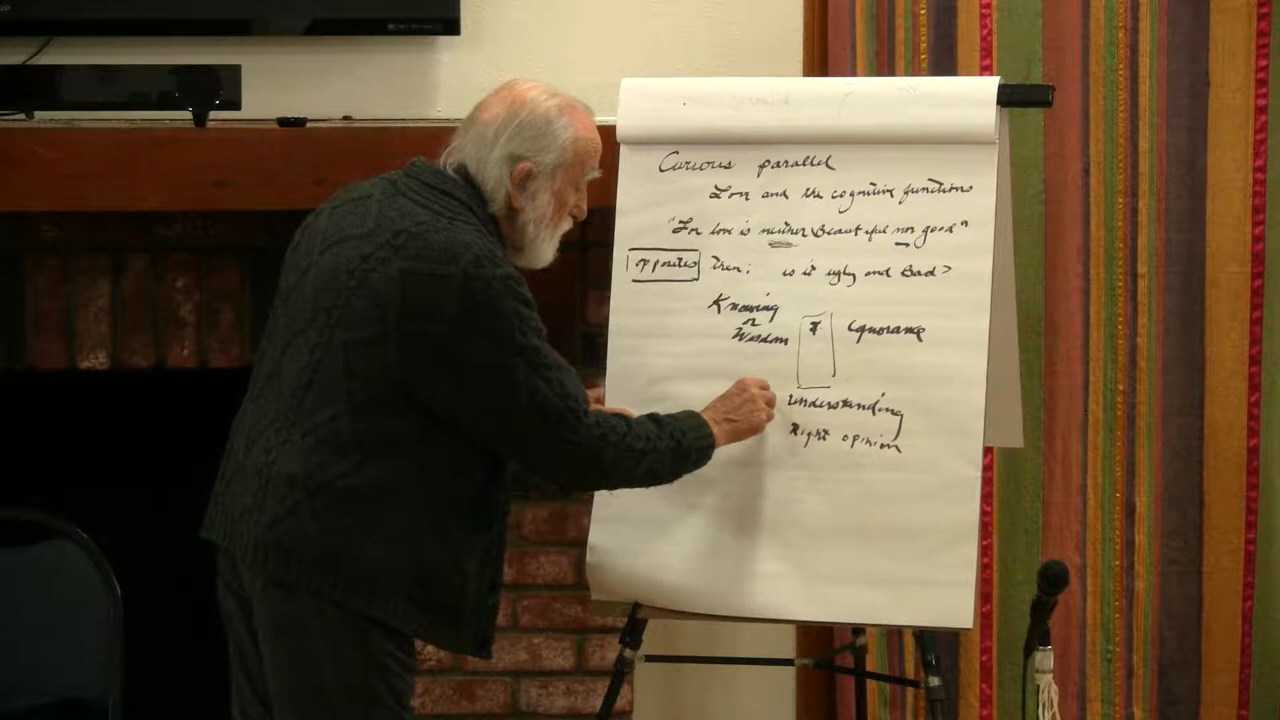 Curious parallel
Love and the cognitive functions
"For love is neither Beautiful nor good"
opposites Then: is it ugly and Bad?
Knowing
or
Wisdom ? Ignorance
Understanding
Right opinion